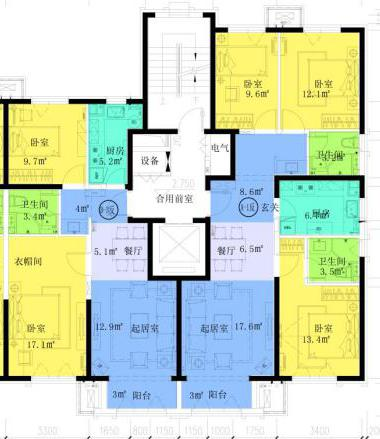 卧室
9.6㎡
卧室
12.1㎡
卧室
9.7㎡
厨房
5.2㎡
设备
电气
卫生间
2.750
8.6㎡
合用前室
玄关
卫生间
3.4㎡
4㎡
厨房
5.1㎡
餐厅
餐厅
6.5㎡
卫生间
3.5㎡
衣帽间
卧室
17.1㎡
12.9㎡
起居室
起居室
17.6㎡
卧室
13.4㎡
3㎡
阳台
3㎡
阳台
3300
1650
800
1150
1150
1000
1750
3400